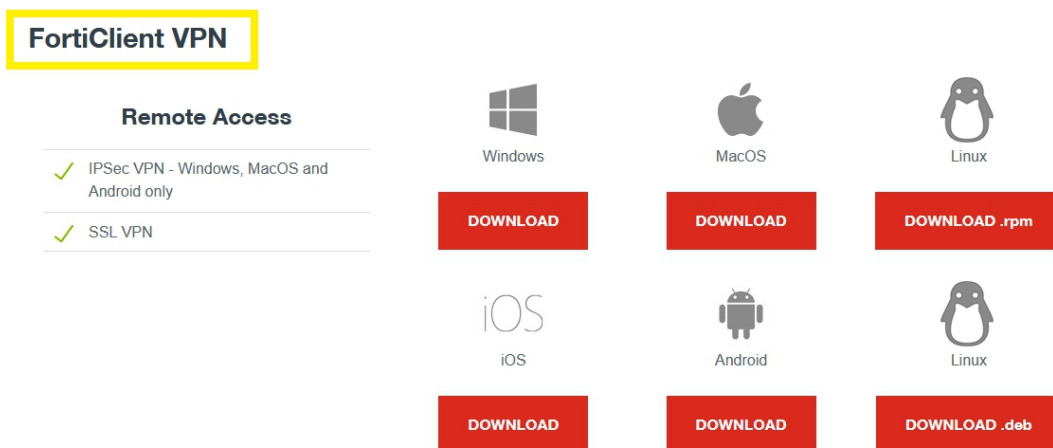 FortiClient VPN
Remote Access
IPSec VPN - Windows, MacOS and
Android only
SSL VPN
Windows
MacOS
Linux
DOWNLOAD
DOWNLOAD
DOWNLOAD .rpm
iOS
iOS
Android
Linux
DOWNLOAD
DOWNLOAD
DOWNLOAD .deb